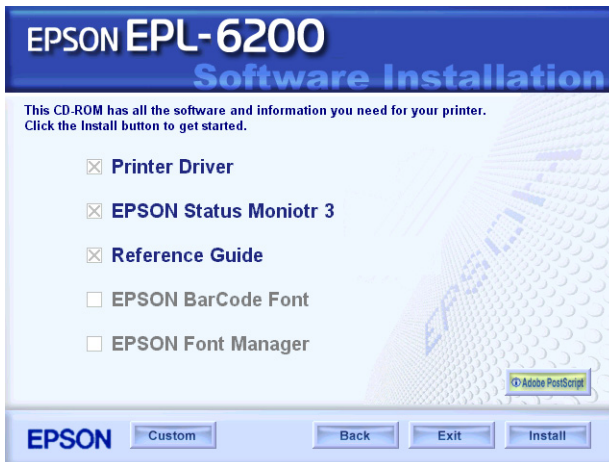 EPSON EPL-6200
Software Installation
This CD-ROM has all the software and information you need for your printer.
Click the Install button to get started.
Printer Driver
EPSON Status Moniotr 3
Reference Guide
EPSON BarCode Font
EPSON Font Manager
EPSON
Adobe PostScript
EPSON
Custom
Back
Exit
Install